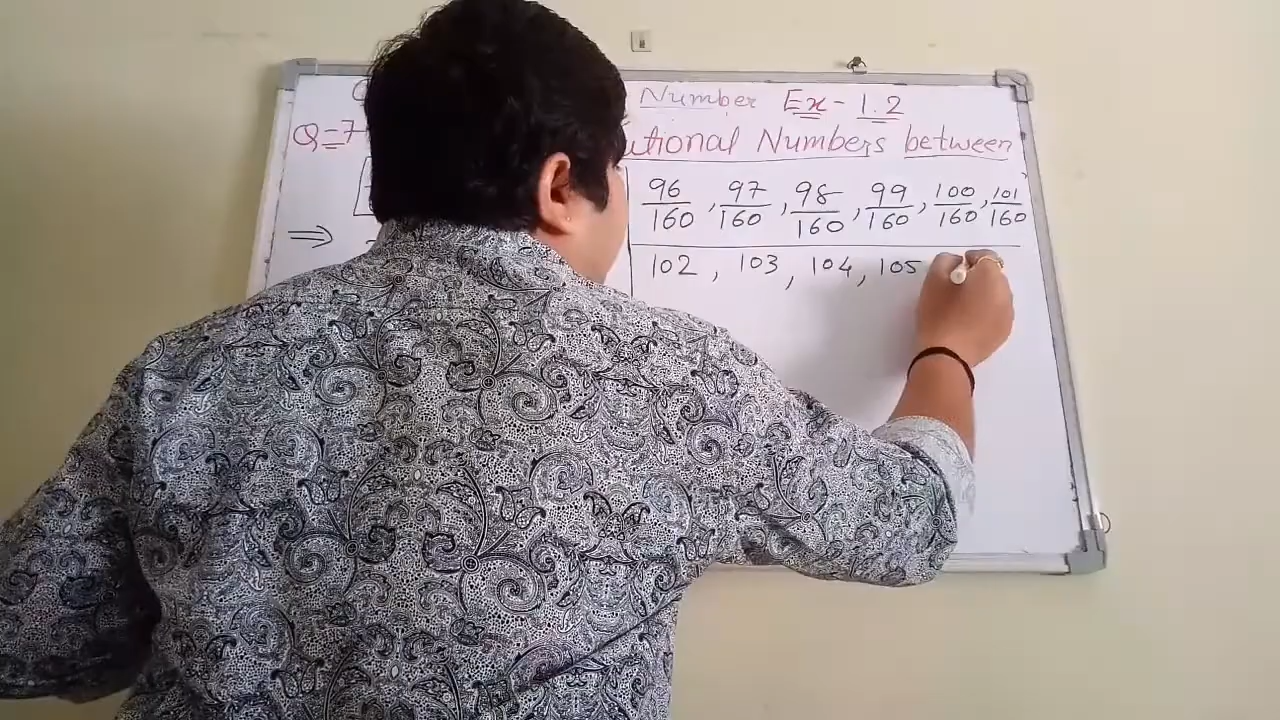 Number Ex- 1.2
Q=7 Numbers between
⇒ 96/160, 97/160, 98/160, 99/160, 100/160, 101/160,
102, 103, 104, 105